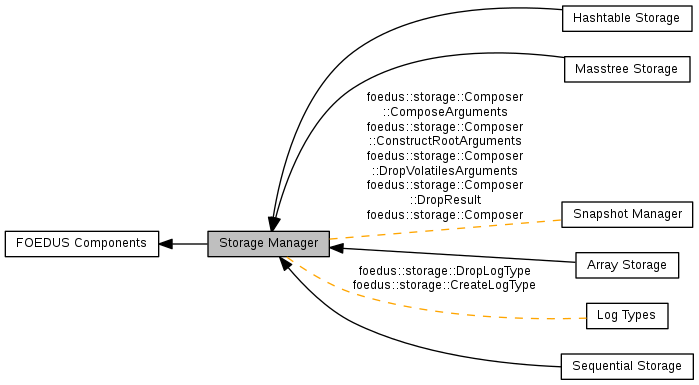 Hashtable Storage
Masstree Storage
foedus::storage::Composer
::ComposeArguments
foedus::storage::Composer
::ConstructRootArguments
foedus::storage::Composer
::DropVolatilesArguments
foedus::storage::Composer
::DropResult
foedus::storage::Composer
Snapshot Manager
FOEDUS Components
Storage Manager
Array Storage
foedus::storage::DropLogType
foedus::storage::CreateLogType
Log Types
Sequential Storage